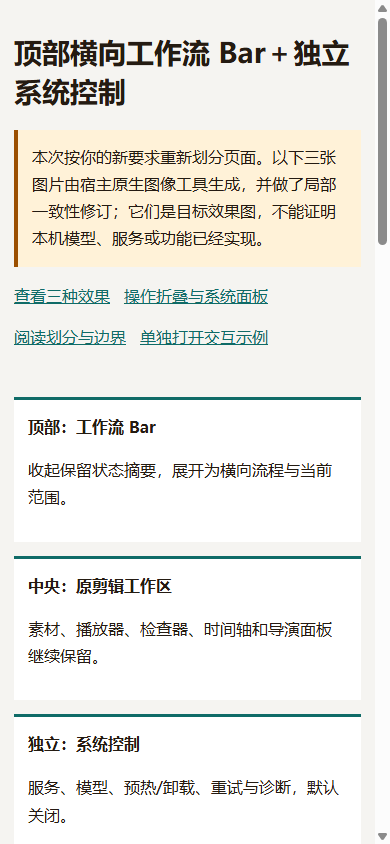 顶部横向工作流 Bar＋独立
系统控制
本次按你的新要求重新划分页面。以下三张
图片由宿主原生图像工具生成，并做了局部
一致性修订；它们是目标效果图，不能证明
本机模型、服务或功能已经实现。
查看三种效果 操作折叠与系统面板
阅读划分与边界 单独打开交互示例
顶部：工作流 Bar
收起保留状态摘要，展开为横向流程与当前
范围。
中央：原剪辑工作区
素材、播放器、检查器、时间轴和导演面板
继续保留。
独立：系统控制
服务、模型、预热/卸载、重试与诊断，默认
关闭。